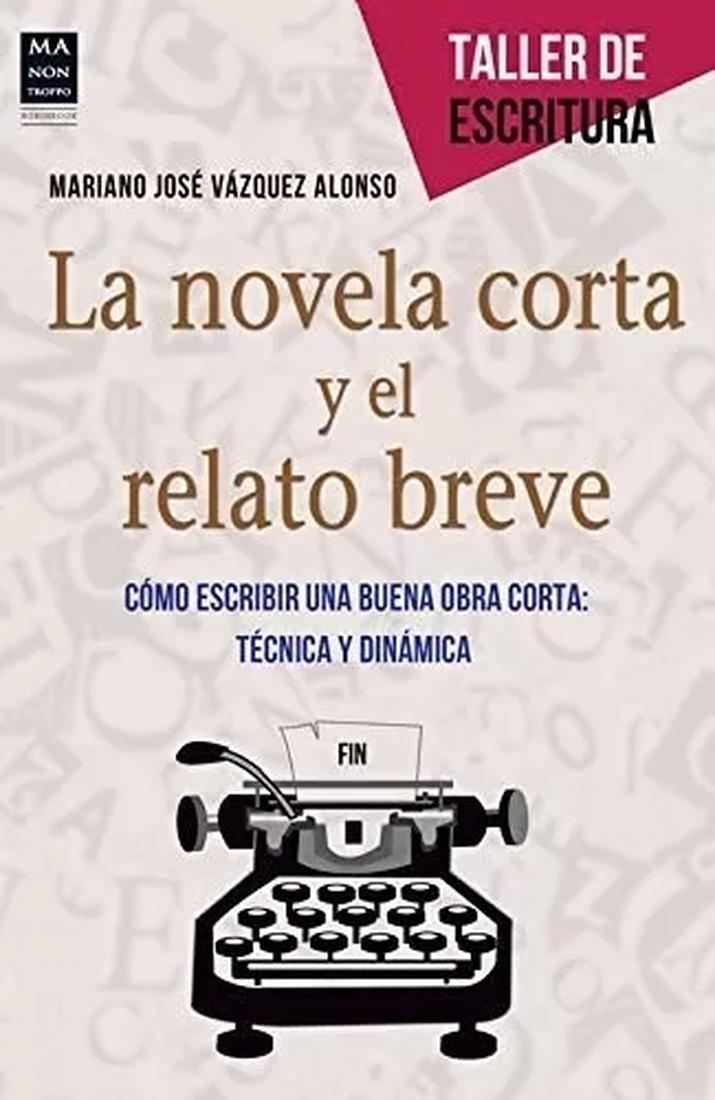 MA
NON
TROPPO
TALLER DE
ESCRITURA
MARIANO JOSÉ VÁZQUEZ ALONSO
La novela corta
y el
relato breve
CÓMO ESCRIBIR UNA BUENA OBRA CORTA:
TÉCNICA Y DINÁMICA
FIN